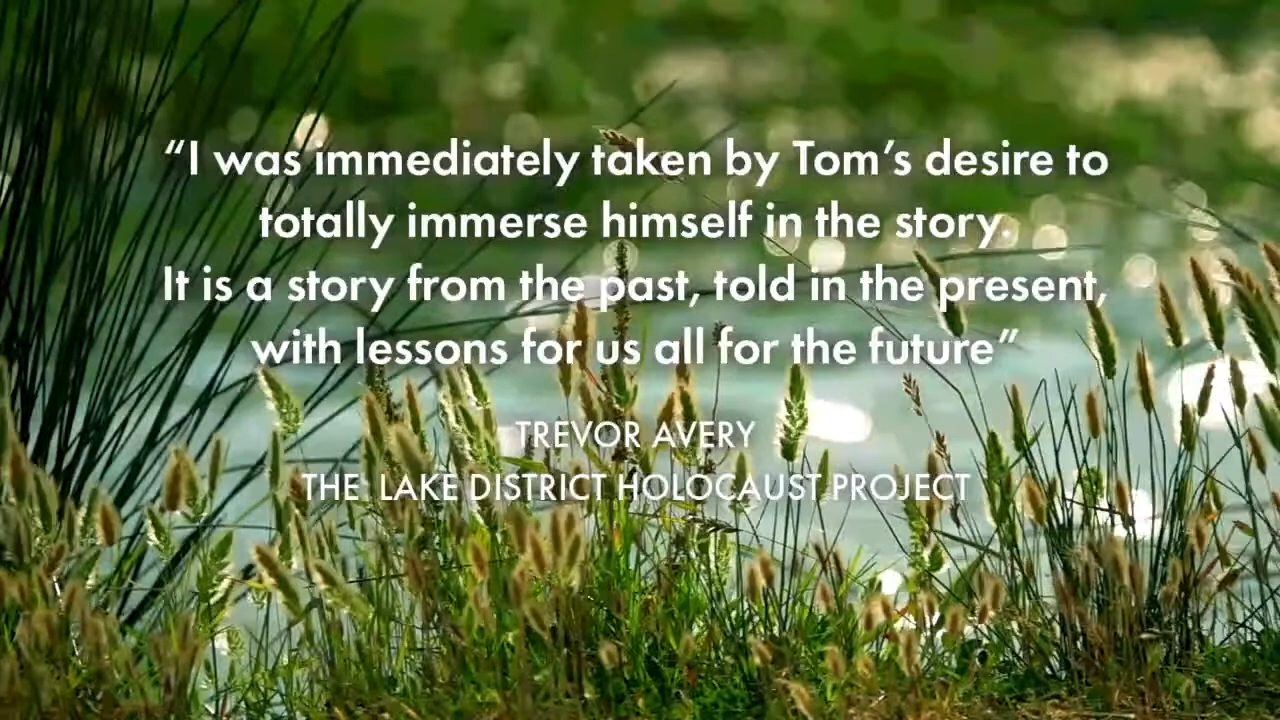 “I was immediately taken by Tom’s desire to
totally immerse himself in the story.
It is a story from the past, told in the present,
with lessons for us all for the future”
TREVOR AVERY
THE LAKE DISTRICT HOLOCAUST PROJECT